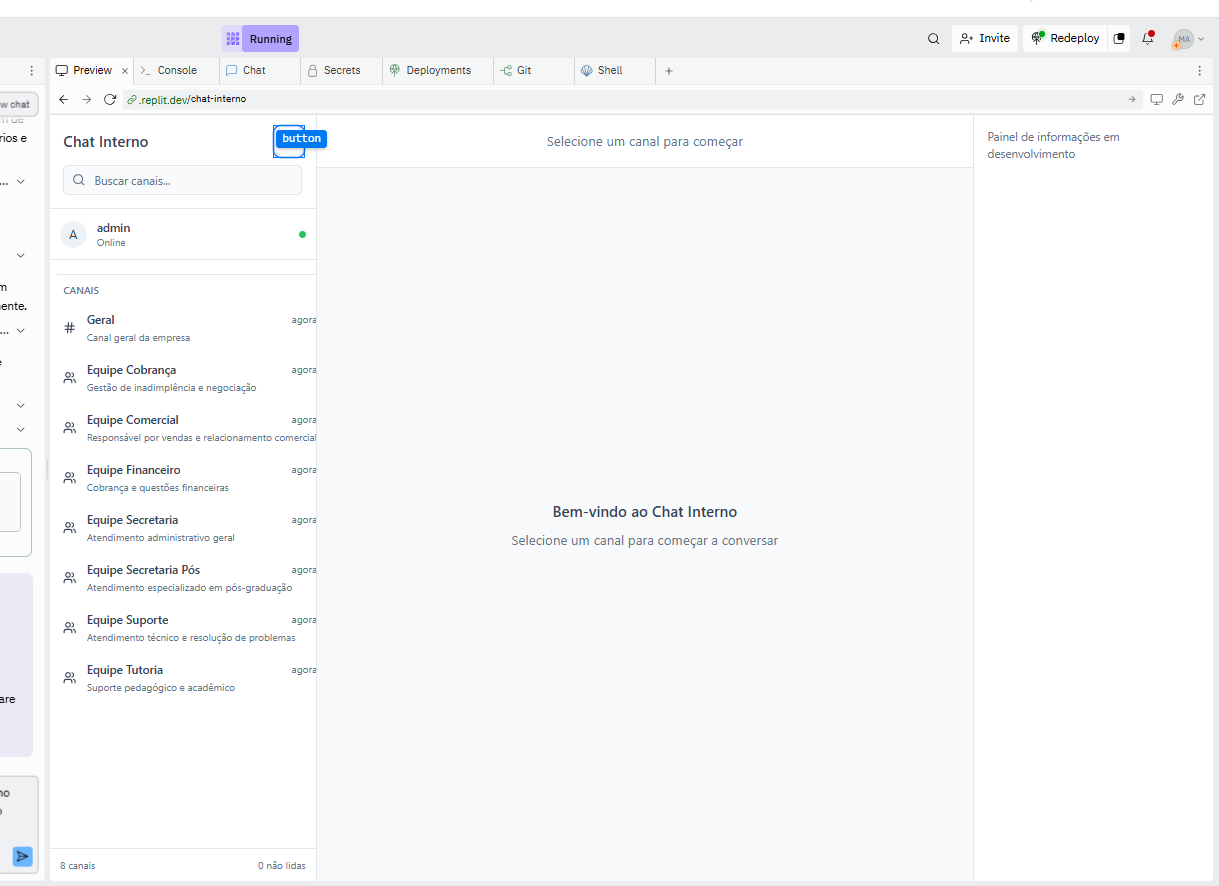 Running
Invite
Redeploy
MA
Preview
Console
Chat
Secrets
Deployments
Git
Shell
w chat
.replit.dev/chat-interno
rios e
m
ente.
e
are
no
o
Chat Interno
button
Buscar canais...
A
admin
Online
CANAIS
Geral agora
Canal geral da empresa
Equipe Cobrança agora
Gestão de inadimplência e negociação
Equipe Comercial agora
Responsável por vendas e relacionamento comercial
Equipe Financeiro agora
Cobrança e questões financeiras
Equipe Secretaria agora
Atendimento administrativo geral
Equipe Secretaria Pós agora
Atendimento especializado em pós-graduação
Equipe Suporte agora
Atendimento técnico e resolução de problemas
Equipe Tutoria agora
Suporte pedagógico e acadêmico
8 canais 0 não lidas
Selecione um canal para começar
Bem-vindo ao Chat Interno
Selecione um canal para começar a conversar
Painel de informações em
desenvolvimento